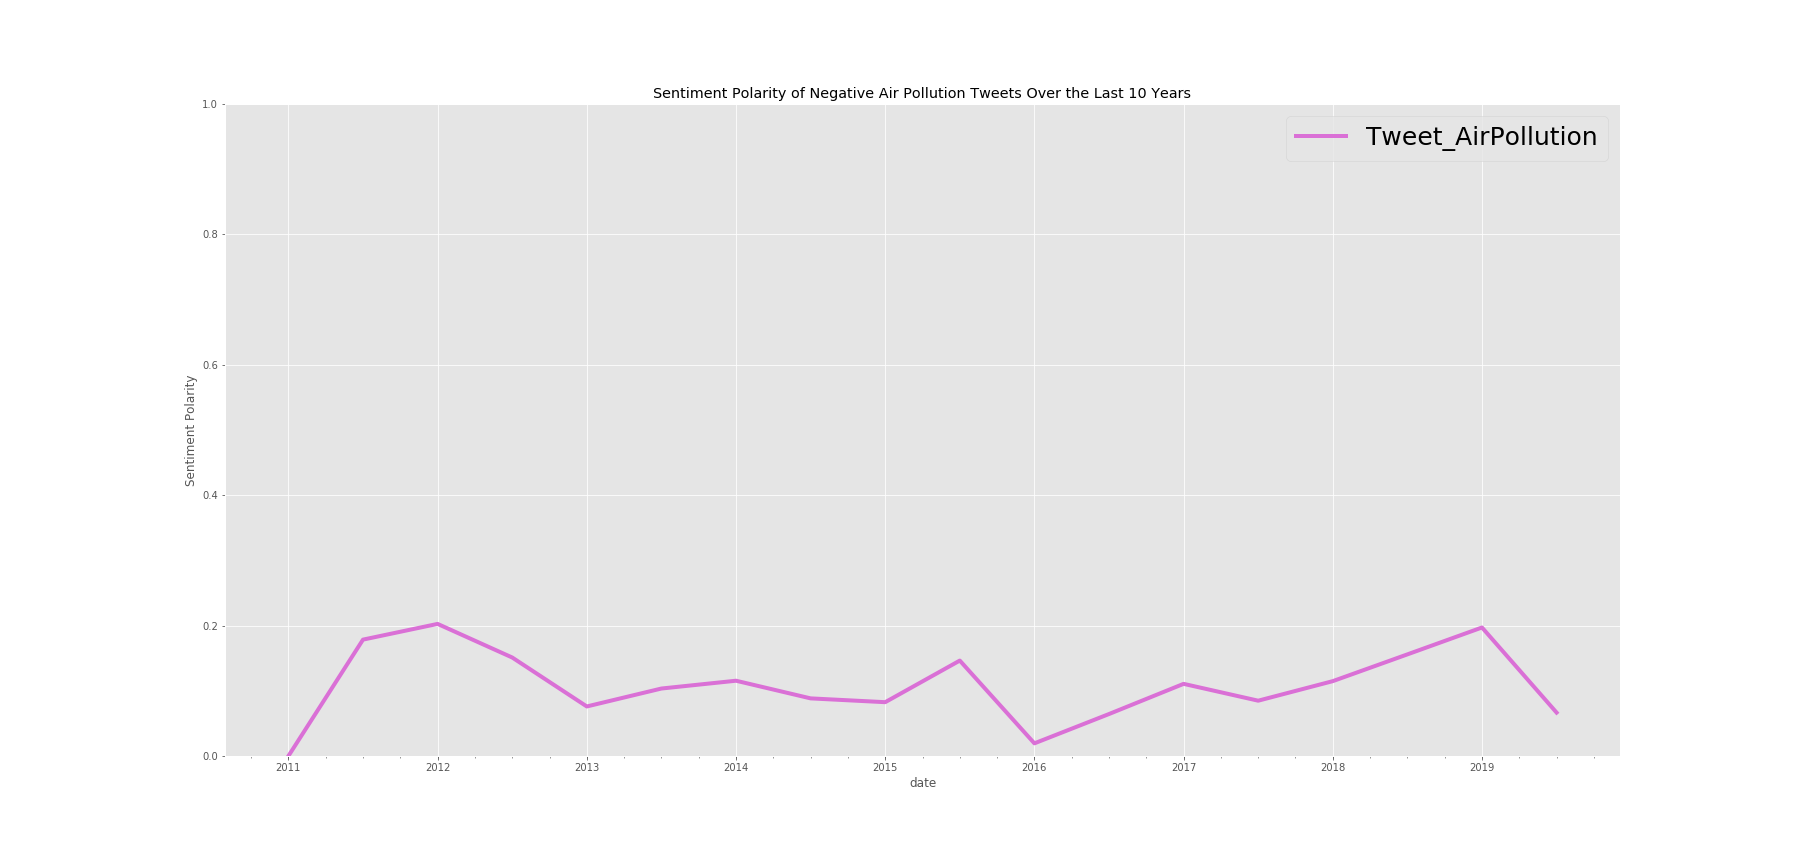 Sentiment Polarity of Negative Air Pollution Tweets Over the Last 10 Years
Tweet_AirPollution
Sentiment Polarity
1.0
0.8
0.6
0.4
0.2
0.0
2011 2012 2013 2014 2015 2016 2017 2018 2019
date